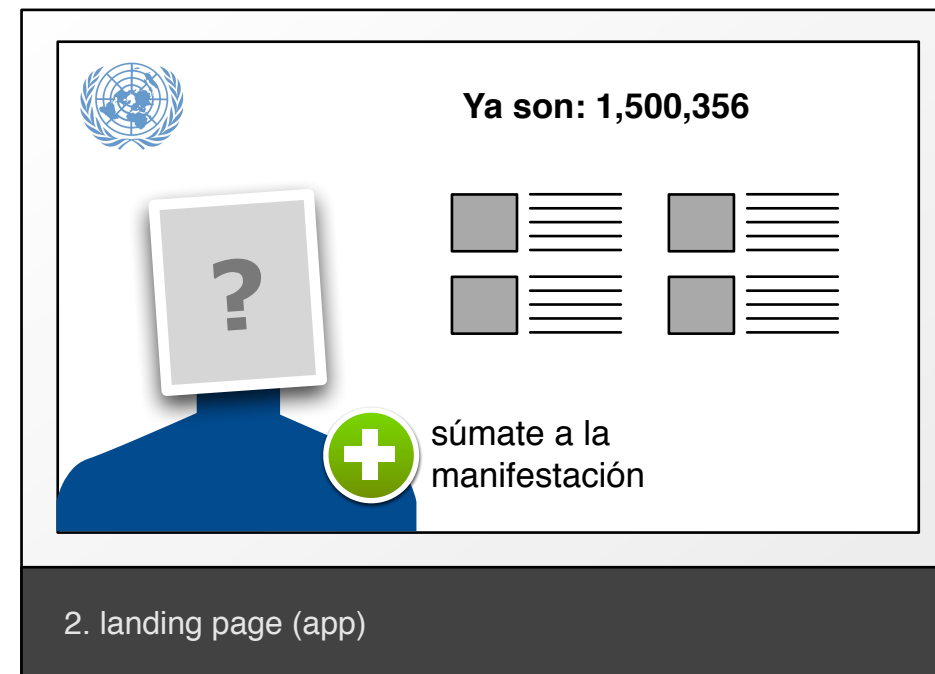 Ya son: 1,500,356
?
súmate a la
manifestación
2. landing page (app)